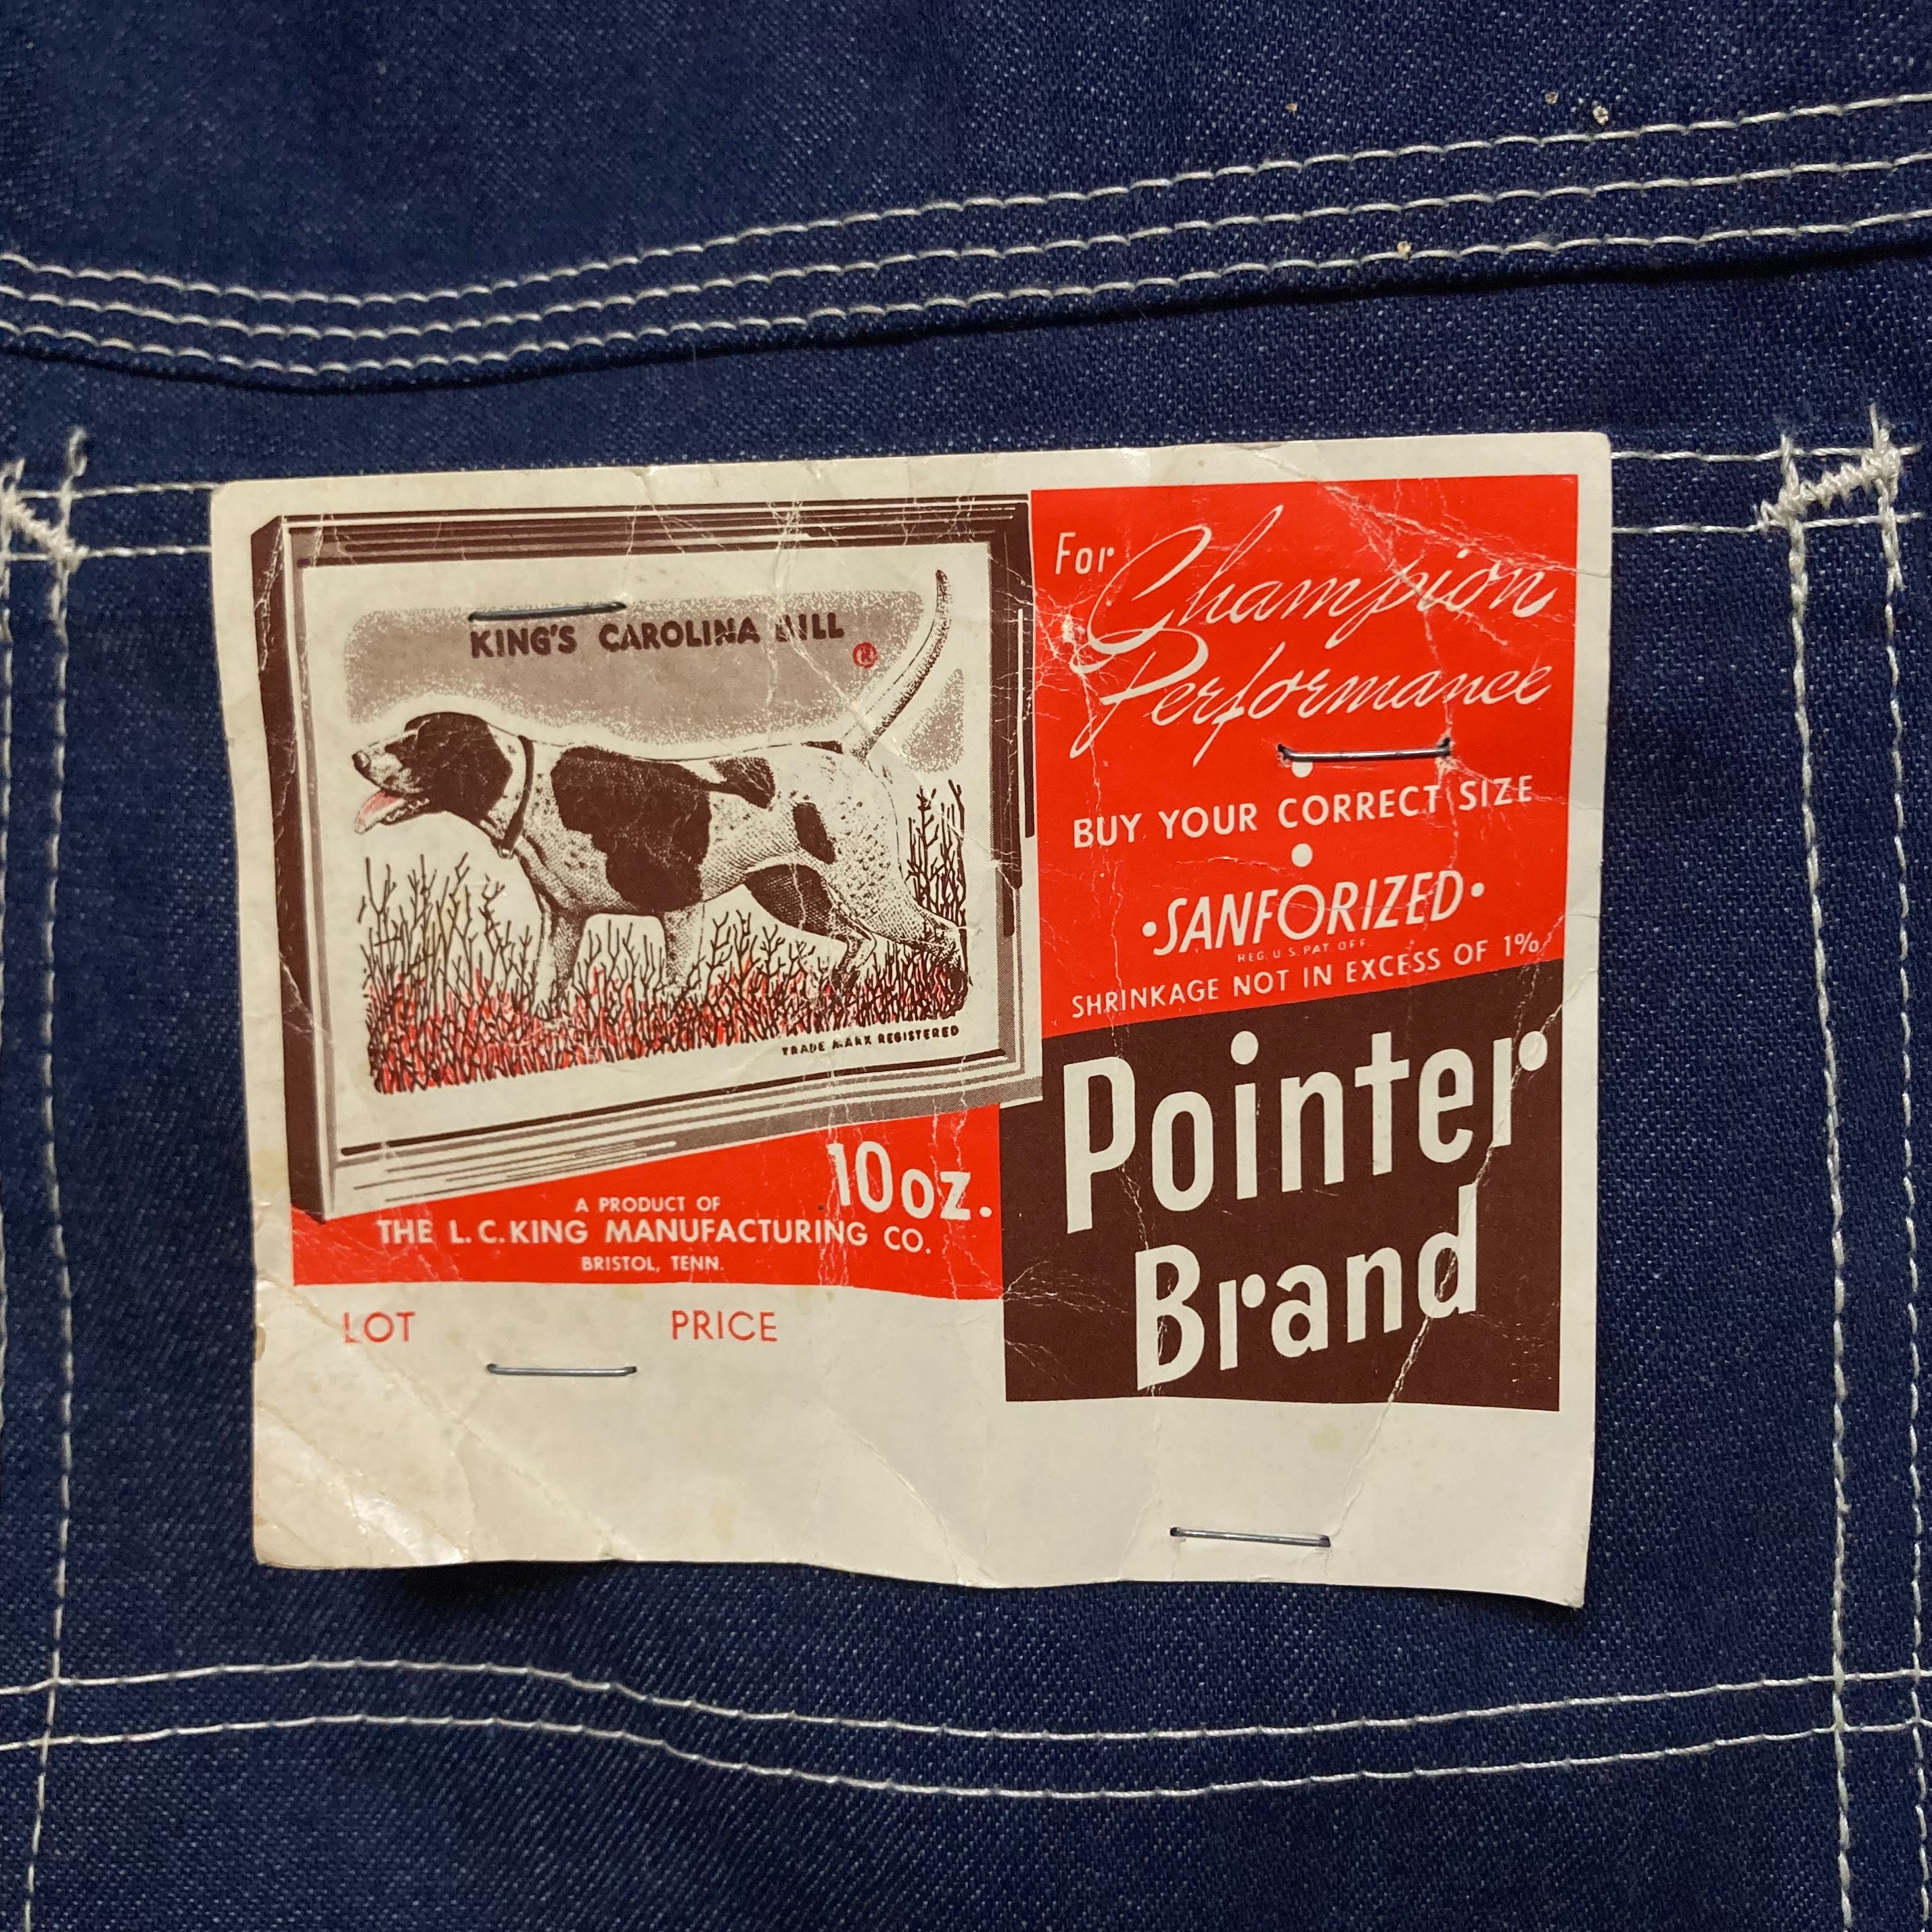 KING'S CAROLINA BILL
®
TRADE MARK REGISTERED
For Champion
Performance
BUY YOUR CORRECT SIZE
•SANFORIZED•
REG. U.S. PAT. OFF.
SHRINKAGE NOT IN EXCESS OF 1%
Pointer
Brand
10oz.
A PRODUCT OF
THE L. C. KING MANUFACTURING CO.
BRISTOL, TENN.
LOT PRICE